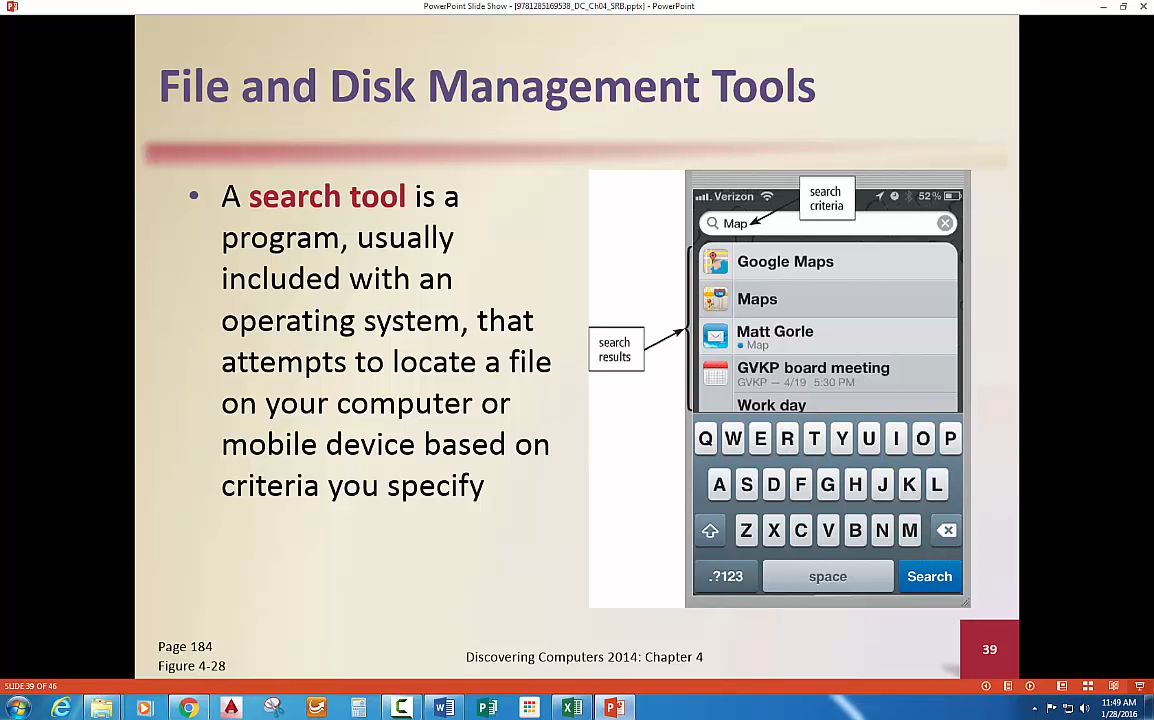 PowerPoint Slide Show - [9781285169538_DC_Ch04_SRB.pptx] - PowerPoint
File and Disk Management Tools
• A search tool is a
program, usually
included with an
operating system, that
attempts to locate a file
on your computer or
mobile device based on
criteria you specify
search
criteria
Verizon 52%
Map
search
results
Google Maps
Maps
Matt Gorle
Map
GVKP board meeting
GVKP — 4/19 5:30 PM
Work day
Q W E R T Y U I O P
A S D F G H J K L
Z X C V B N M
.?123 space Search
Page 184
Figure 4-28
Discovering Computers 2014: Chapter 4
39
SLIDE 39 OF 46
11:49 AM
1/28/2016